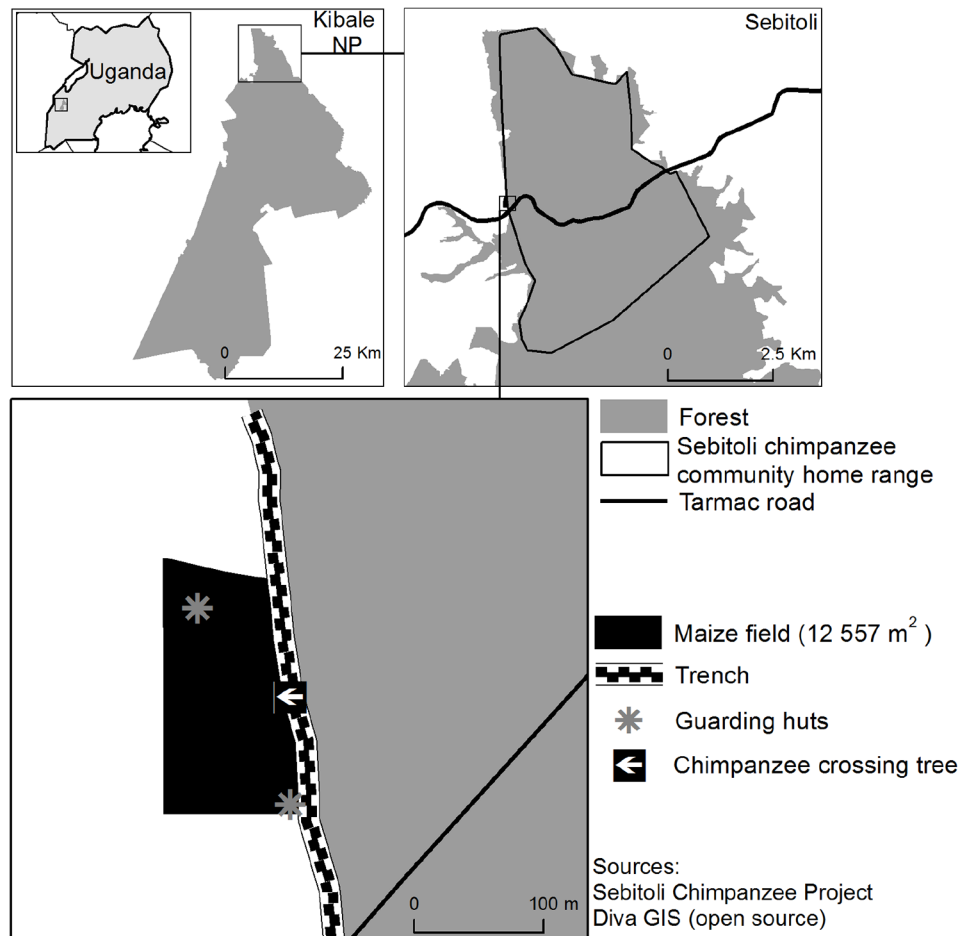 Uganda
Kibale
NP
0 25 Km
Sebitoli
0 2.5 Km
Forest
Sebitoli chimpanzee
community home range
Tarmac road
Maize field (12 557 m²)
Trench
Guarding huts
Chimpanzee crossing tree
0 100 m
Sources:
Sebitoli Chimpanzee Project
Diva GIS (open source)